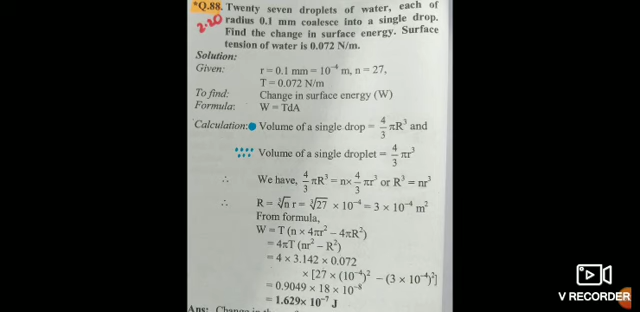 *Q.88. Twenty seven droplets of water, each of
2.20 radius 0.1 mm coalesce into a single drop.
Find the change in surface energy. Surface
tension of water is 0.072 N/m.
Solution:
Given: r = 0.1 mm = 10⁻⁴ m, n = 27,
T = 0.072 N/m
To find: Change in surface energy (W)
Formula: W = TdA
Calculation: Volume of a single drop = 4/3 πR³ and
Volume of a single droplet = 4/3 πr³
∴ We have, 4/3 πR³ = n× 4/3 πr³ or R³ = nr³
∴ R = ∛n r = ∛27 × 10⁻⁴ = 3 × 10⁻⁴ m²
From formula,
W = T (n × 4πr² – 4πR²)
= 4πT (nr² – R²)
= 4 × 3.142 × 0.072
× [27 × (10⁻⁴)² – (3 × 10⁻⁴)²]
= 0.9049 × 18 × 10⁻⁸
= 1.629× 10⁻⁷ J
Ans: Change in the
V RECORDER